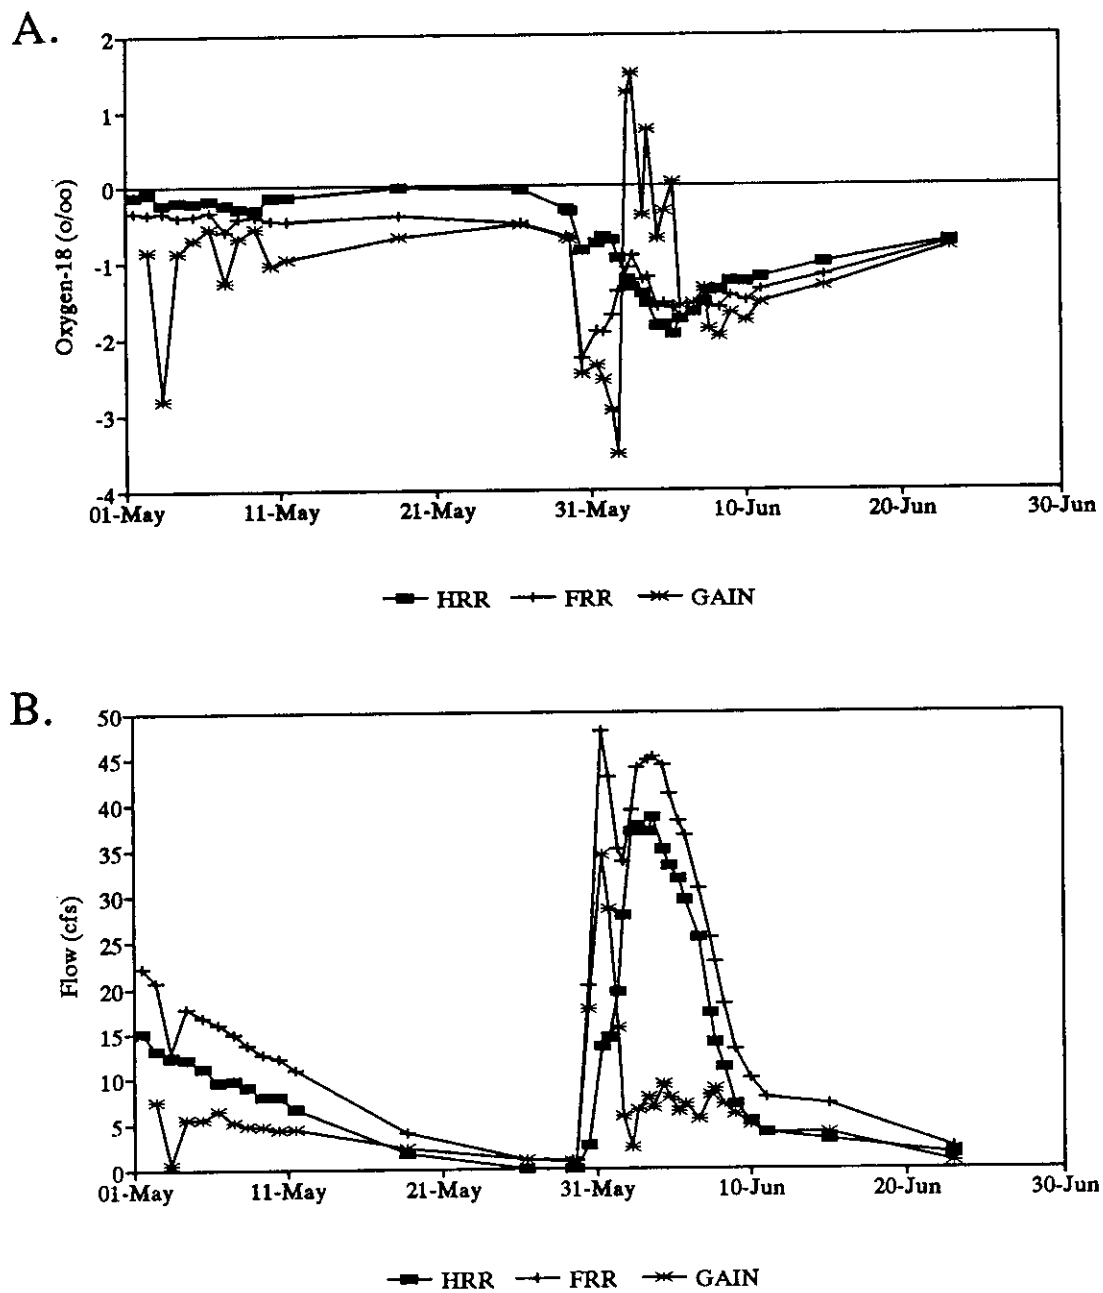 A.
Oxygen-18 (o/oo)
2
1
0
-1
-2
-3
-4
01-May 11-May 21-May 31-May 10-Jun 20-Jun 30-Jun
HRR FRR GAIN
B.
Flow (cfs)
50
45
40
35
30
25
20
15
10
5
0
01-May 11-May 21-May 31-May 10-Jun 20-Jun 30-Jun
HRR FRR GAIN